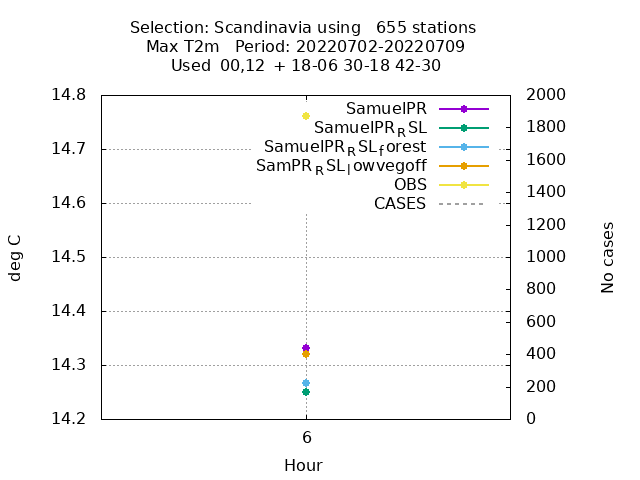 Selection: Scandinavia using 655 stations
Max T2m Period: 20220702-20220709
Used 00,12 + 18-06 30-18 42-30
14.8
14.7
14.6
14.5
14.4
14.3
14.2
deg C
2000
1800
1600
1400
1200
1000
800
600
400
200
0
No cases
SamuelPR
SamuelPR_RSL
SamuelPR_RSL_forest
SamPR_RSL_lowvegoff
OBS
CASES
6
Hour